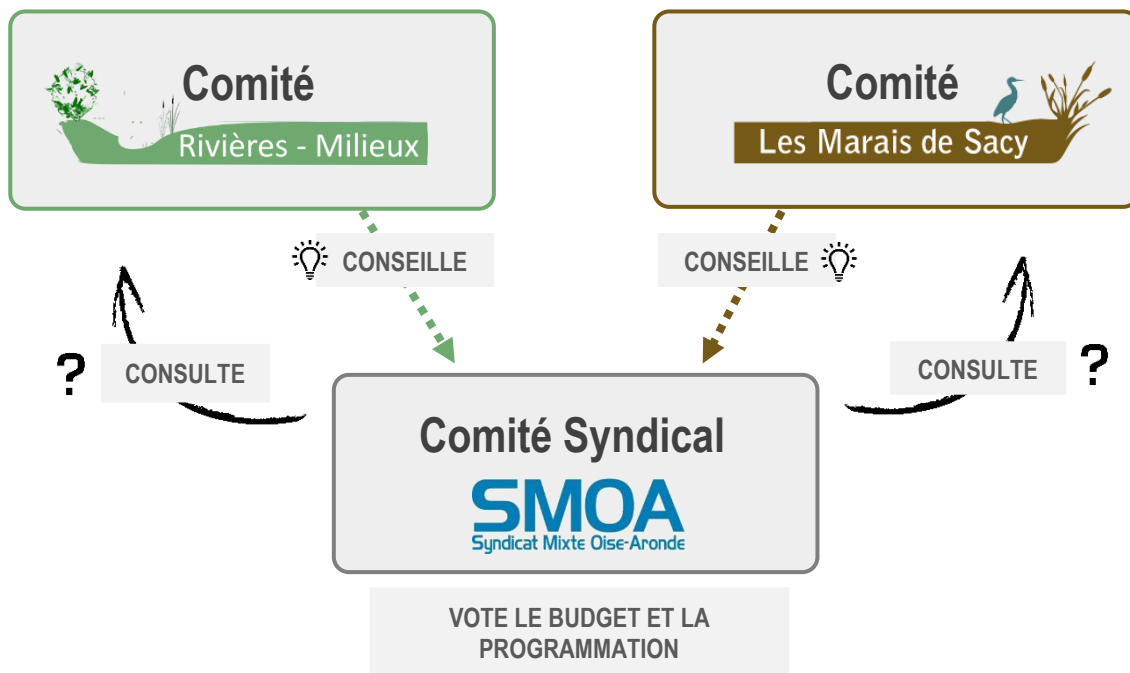 Comité
Rivières - Milieux
Comité
Les Marais de Sacy
CONSEILLE
CONSEILLE
? CONSULTE
CONSULTE ?
Comité Syndical
SMOA
Syndicat Mixte Oise-Aronde
VOTE LE BUDGET ET LA
PROGRAMMATION